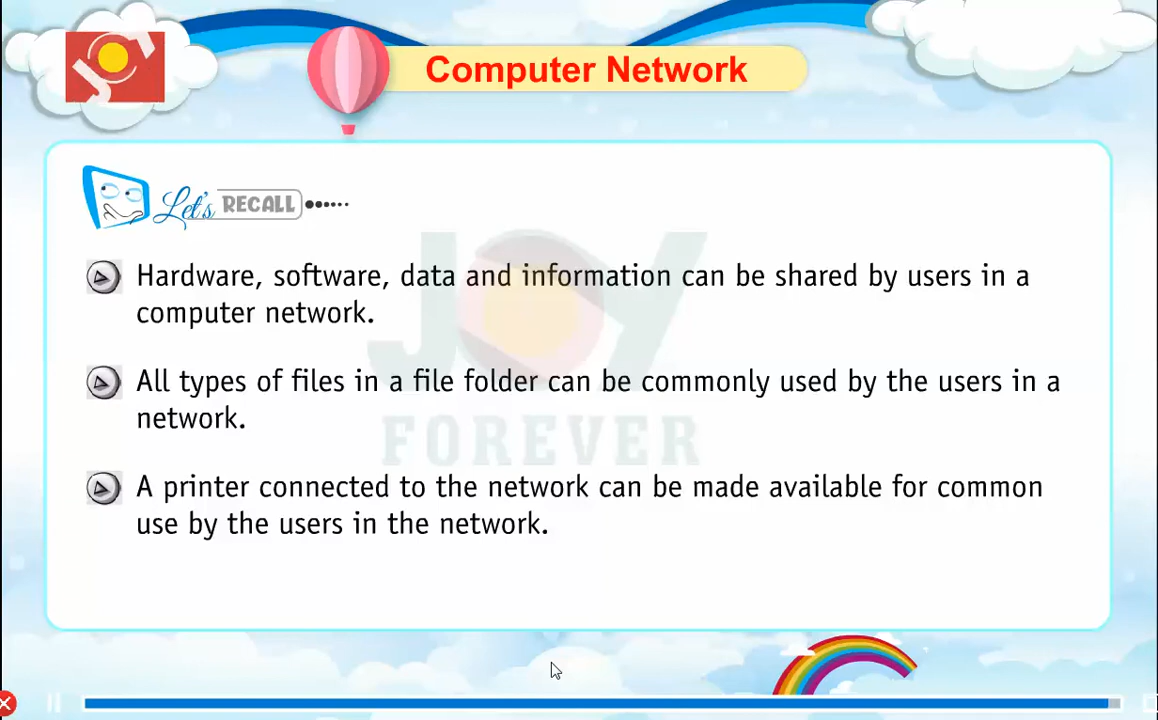 Computer Network
Let's RECALL
Hardware, software, data and information can be shared by users in a
computer network.
All types of files in a file folder can be commonly used by the users in a
network.
A printer connected to the network can be made available for common
use by the users in the network.
JOY
FOREVER